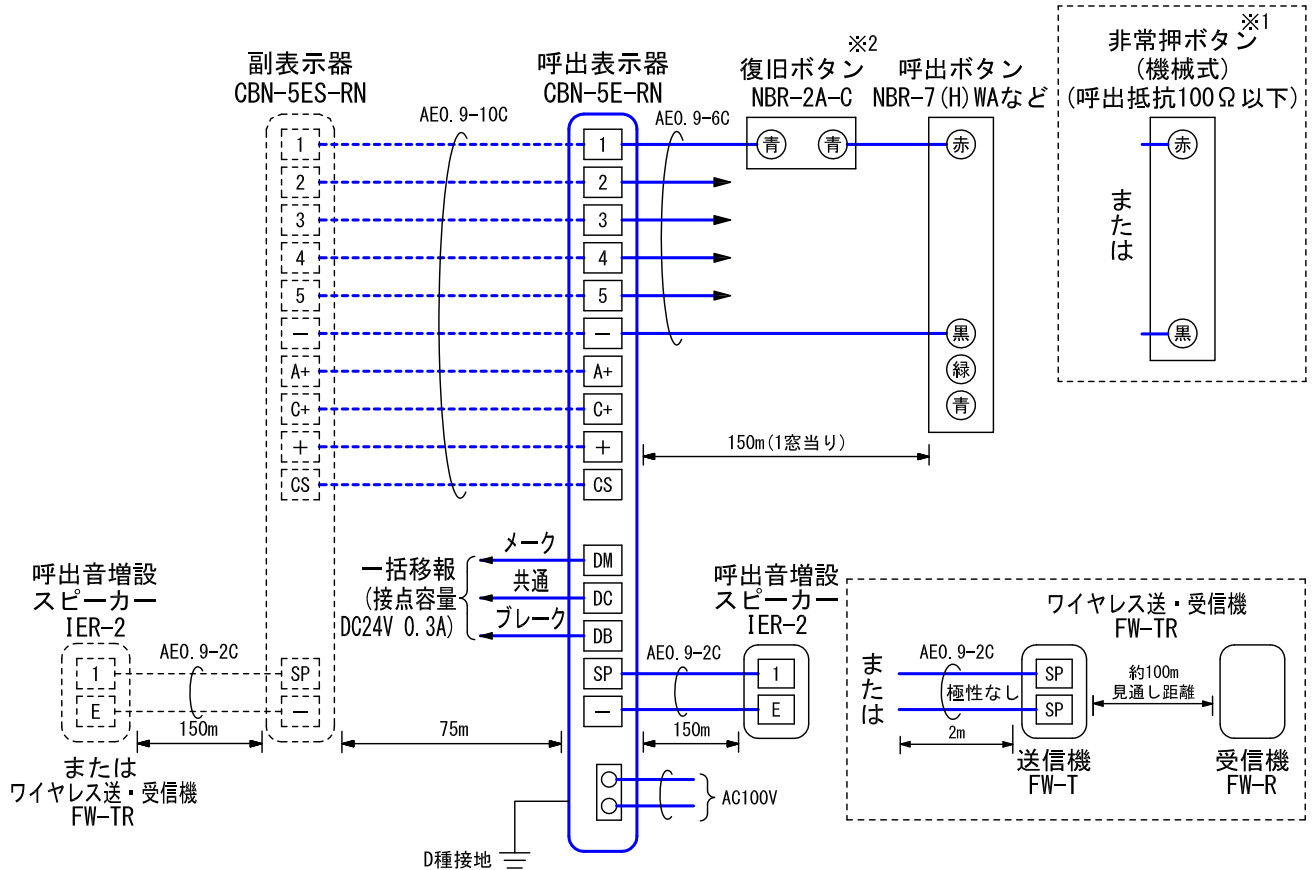 副表示器
CBN-5ES-RN
呼出表示器
CBN-5E-RN
※2
復旧ボタン
NBR-2A-C
呼出ボタン
NBR-7(H)WAなど
※1
非常押ボタン
(機械式)
(呼出抵抗100Ω以下)
AE0.9-10C
AE0.9-6C
1
2
3
4
5
－
A+
C+
＋
CS
SP
－
1
2
3
4
5
－
A+
C+
＋
CS
DM
DC
DB
SP
－
青
青
赤
黒
緑
青
または
赤
黒
150m(1窓当り)
一括移報
(接点容量
DC24V 0.3A)
メーク
共通
ブレーク
呼出音増設
スピーカー
IER-2
1
E
AE0.9-2C
150m
または
ワイヤレス送・受信機
FW-TR
75m
呼出音増設
スピーカー
IER-2
AE0.9-2C
1
E
150m
AC100V
D種接地
ワイヤレス送・受信機
FW-TR
または
AE0.9-2C
極性なし
2m
SP
SP
送信機
FW-T
約100m
見通し距離
受信機
FW-R